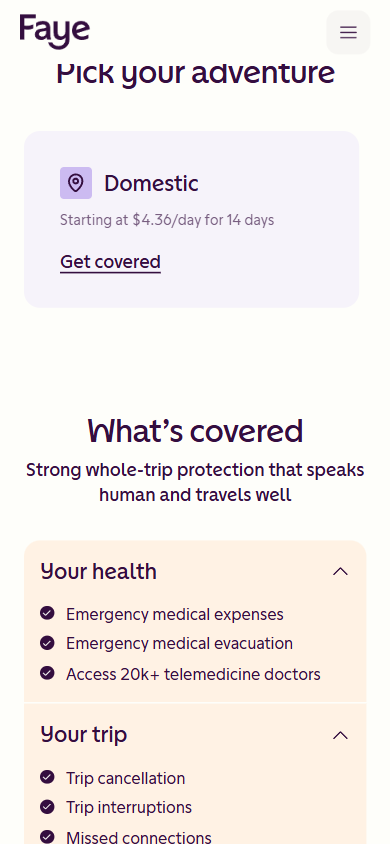 Faye
Pick your adventure
Domestic
Starting at $4.36/day for 14 days
Get covered
What's covered
Strong whole-trip protection that speaks
human and travels well
Your health
Emergency medical expenses
Emergency medical evacuation
Access 20k+ telemedicine doctors
Your trip
Trip cancellation
Trip interruptions
Missed connections